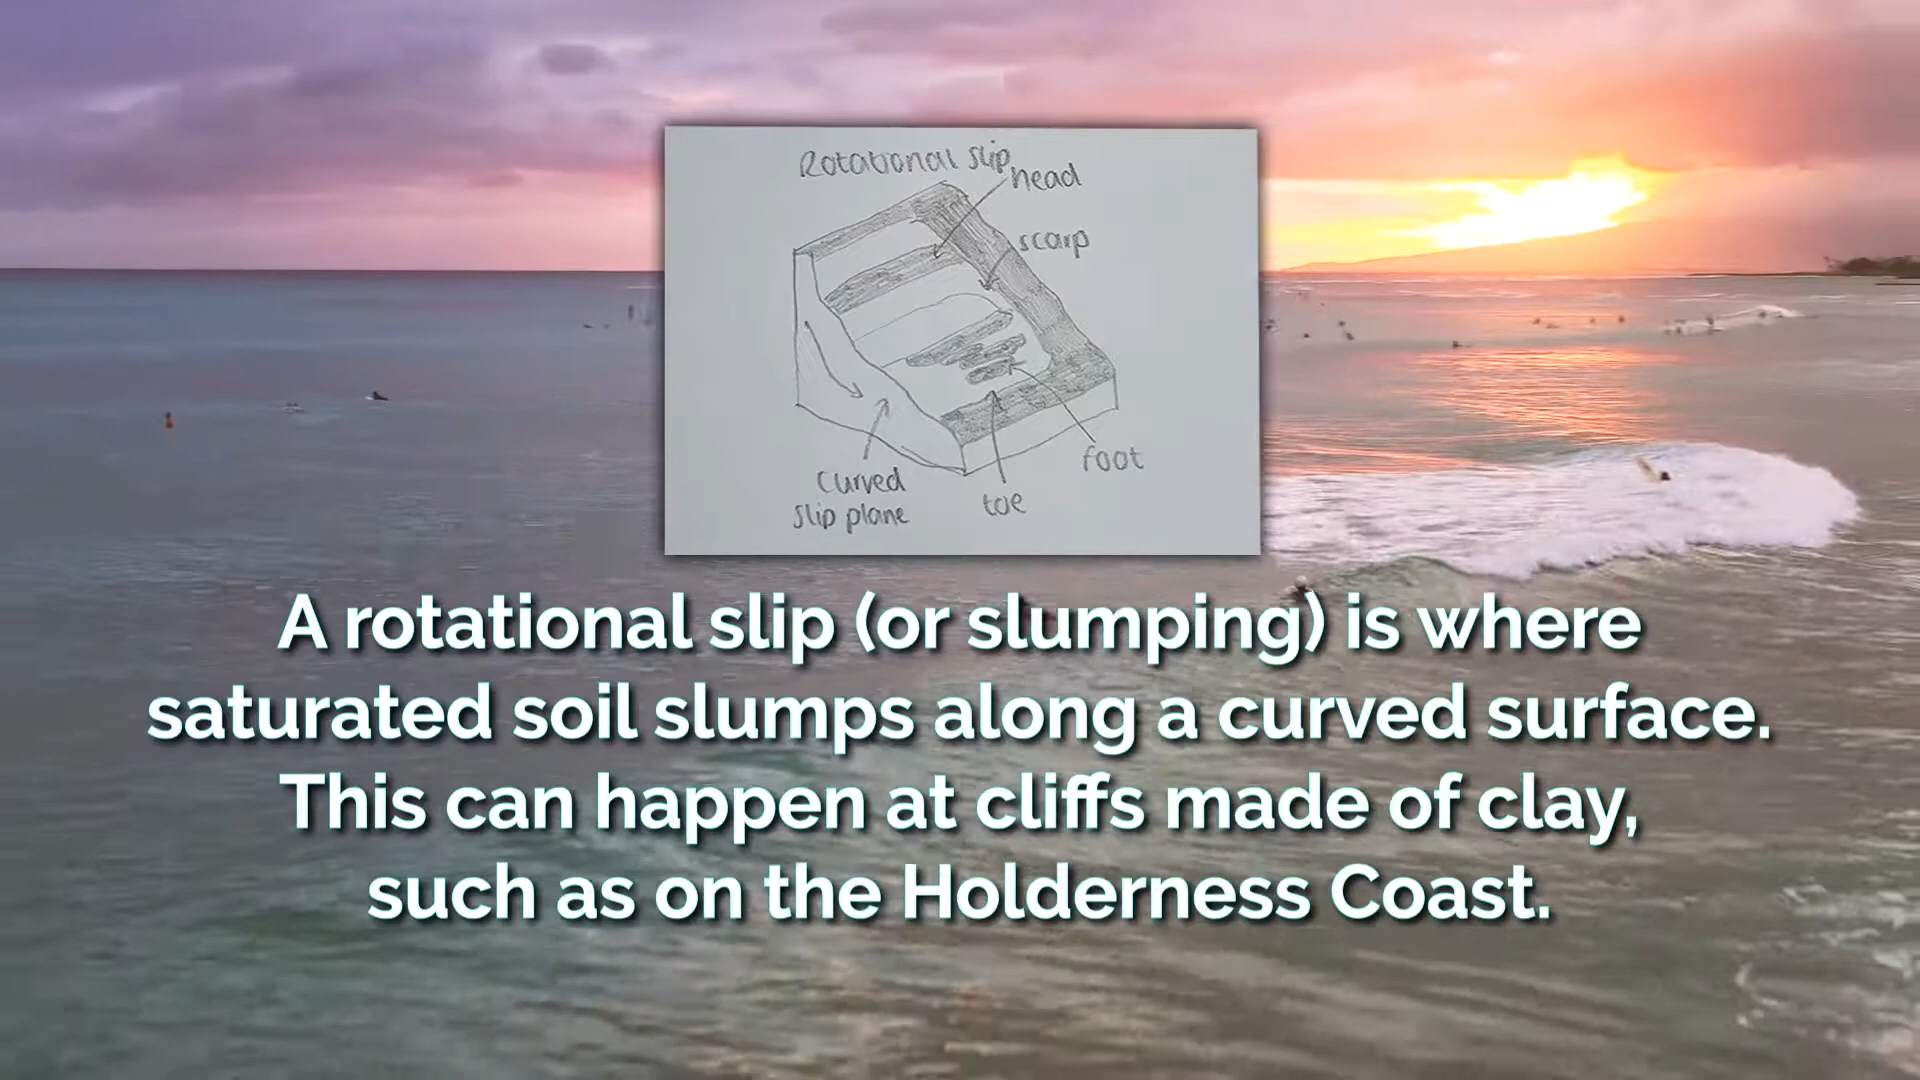 Rotational slip
head
scarp
foot
toe
curved
slip plane
A rotational slip (or slumping) is where
saturated soil slumps along a curved surface.
This can happen at cliffs made of clay,
such as on the Holderness Coast.